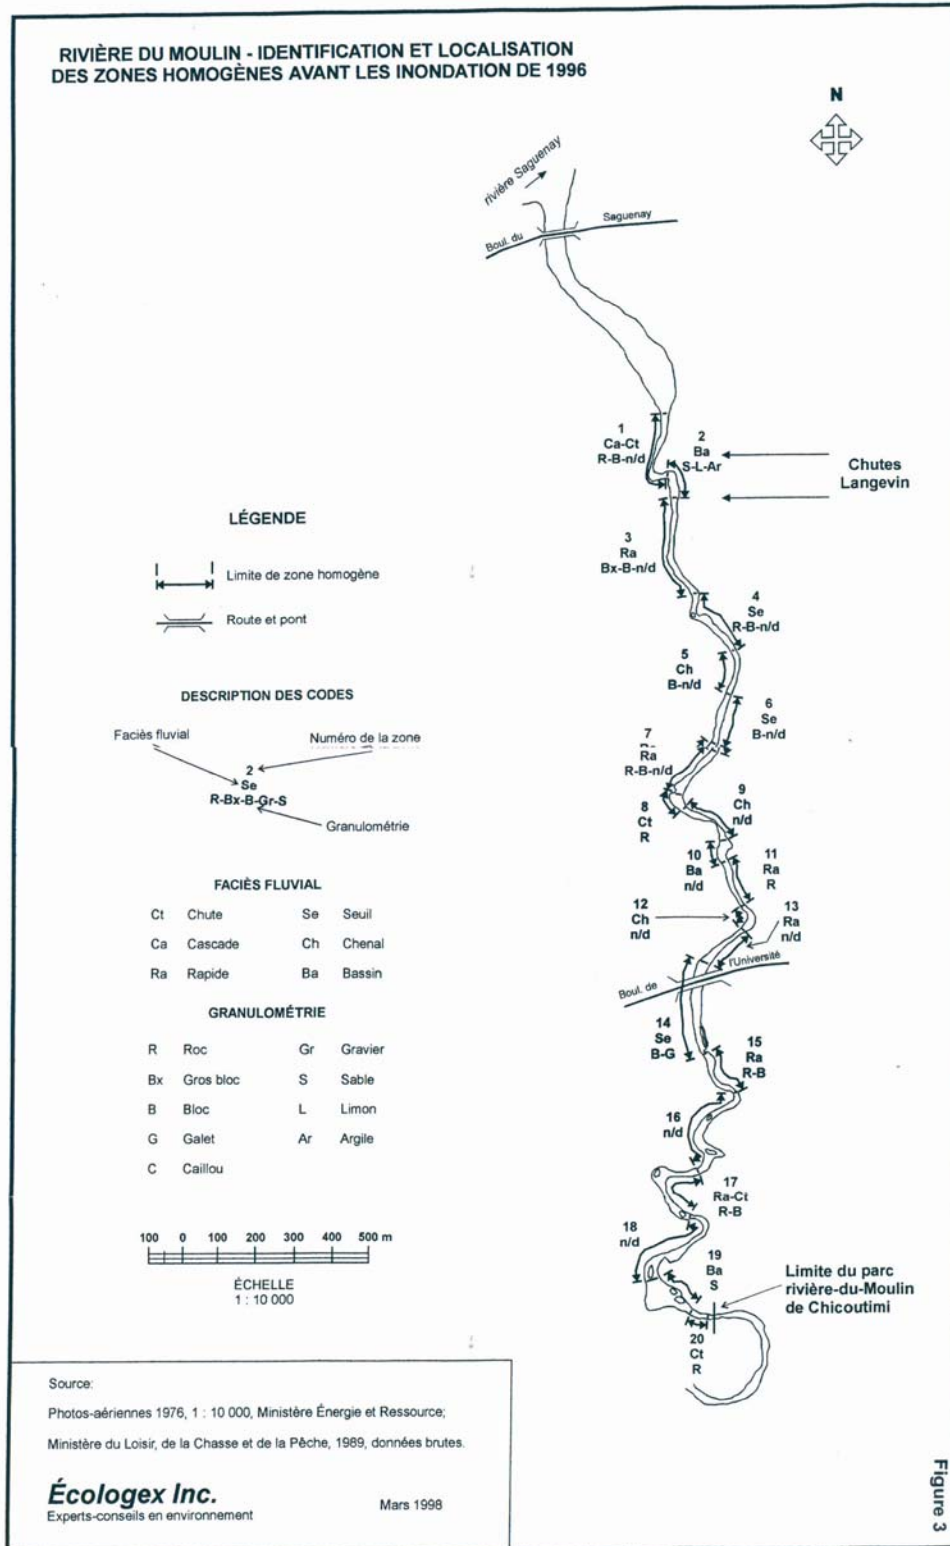 RIVIÈRE DU MOULIN - IDENTIFICATION ET LOCALISATION
DES ZONES HOMOGÈNES AVANT LES INONDATION DE 1996
N
rivière Saguenay
Boul. du Saguenay
1
Ca-Ct
R-B-n/d
2
Ba
S-L-Ar
Chutes
Langevin
3
Ra
Bx-B-n/d
4
Se
R-B-n/d
5
Ch
B-n/d
6
Se
B-n/d
7
Ra
R-B-n/d
8
Ct
R
9
Ch
n/d
10
Ba
n/d
11
Ra
R
12
Ch
n/d
13
Ra
n/d
Boul. de l'Université
14
Se
B-G
15
Ra
R-B
16
n/d
17
Ra-Ct
R-B
18
n/d
19
Ba
S
Limite du parc
rivière-du-Moulin
de Chicoutimi
20
Ct
R
LÉGENDE
Limite de zone homogène
Route et pont
DESCRIPTION DES CODES
Faciès fluvial
Numéro de la zone
2
Se
R-Bx-B-Gr-S
Granulométrie
FACIÈS FLUVIAL
Ct Chute Se Seuil
Ca Cascade Ch Chenal
Ra Rapide Ba Bassin
GRANULOMÉTRIE
R Roc Gr Gravier
Bx Gros bloc S Sable
B Bloc L Limon
G Galet Ar Argile
C Caillou
100 0 100 200 300 400 500 m
ÉCHELLE
1 : 10 000
Source:
Photos-aériennes 1976, 1 : 10 000, Ministère Énergie et Ressource;
Ministère du Loisir, de la Chasse et de la Pêche, 1989, données brutes.
Écologex Inc.
Experts-conseils en environnement
Mars 1998
Figure 3